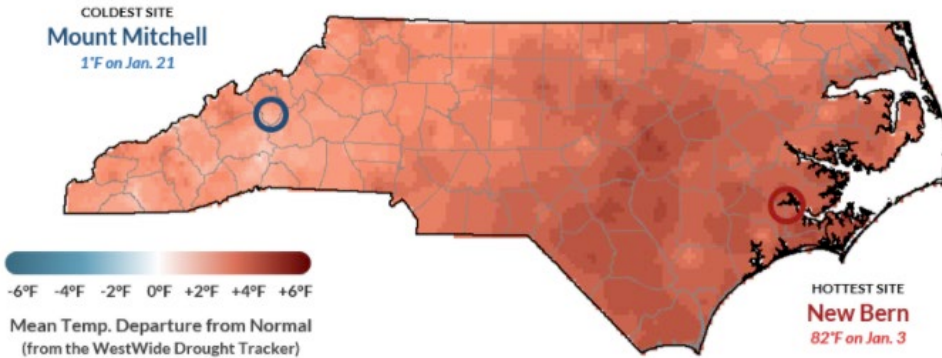 COLDEST SITE
Mount Mitchell
1°F on Jan. 21
-6°F -4°F -2°F 0°F +2°F +4°F +6°F
Mean Temp. Departure from Normal
(from the WestWide Drought Tracker)
HOTTEST SITE
New Bern
82°F on Jan. 3